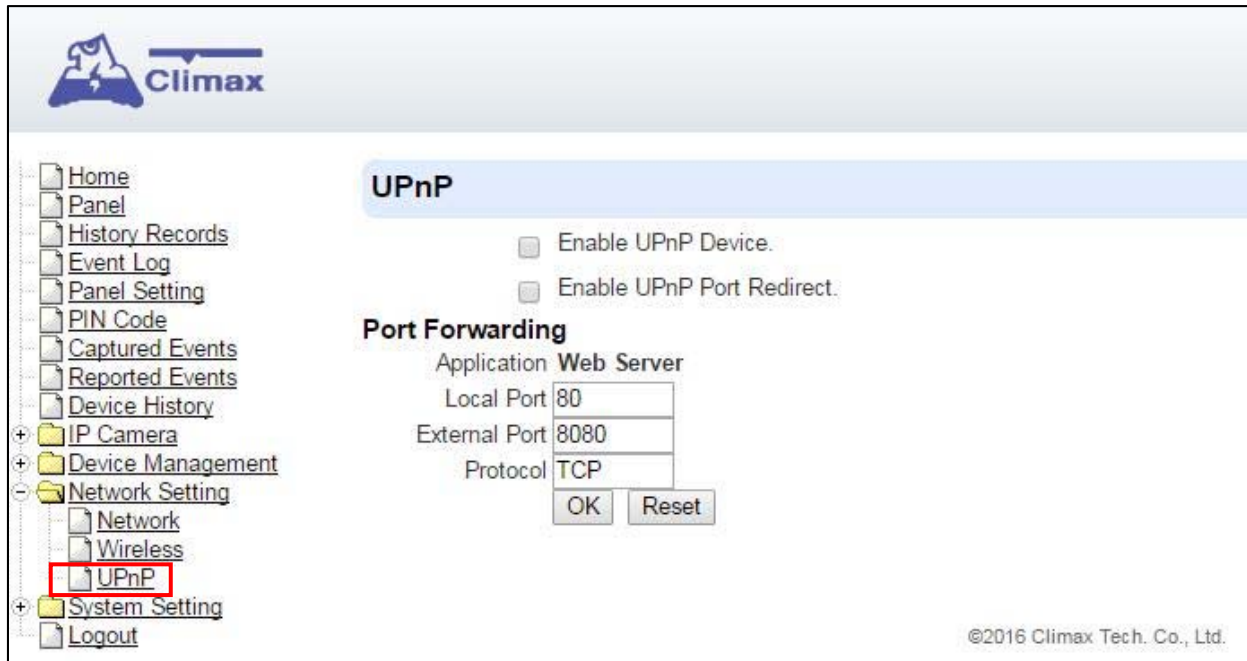 Climax
Home
Panel
History Records
Event Log
Panel Setting
PIN Code
Captured Events
Reported Events
Device History
IP Camera
Device Management
Network Setting
Network
Wireless
UPnP
System Setting
Logout
UPnP
Enable UPnP Device.
Enable UPnP Port Redirect.
Port Forwarding
Application Web Server
Local Port 80
External Port 8080
Protocol TCP
OK Reset
©2016 Climax Tech. Co., Ltd.